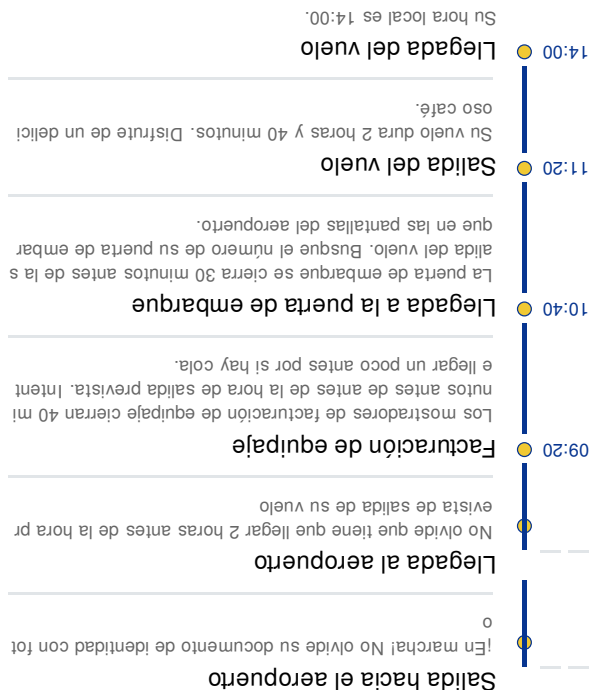 Salida hacia el aeropuerto
¡En marcha! No olvide su documento de identidad con fot
o
Llegada al aeropuerto
No olvide que tiene que llegar 2 horas antes de la hora pr
evista de salida de su vuelo
09:20
Facturación de equipaje
Los mostradores de facturación de equipaje cierran 40 mi
nutos antes de antes de la hora de salida prevista. Intent
e llegar un poco antes por si hay cola.
10:40
Llegada a la puerta de embarque
La puerta de embarque se cierra 30 minutos antes de la s
alida del vuelo. Busque el número de su puerta de embar
que en las pantallas del aeropuerto.
11:20
Salida del vuelo
Su vuelo dura 2 horas y 40 minutos. Disfrute de un delici
oso café.
14:00
Llegada del vuelo
Su hora local es 14:00.